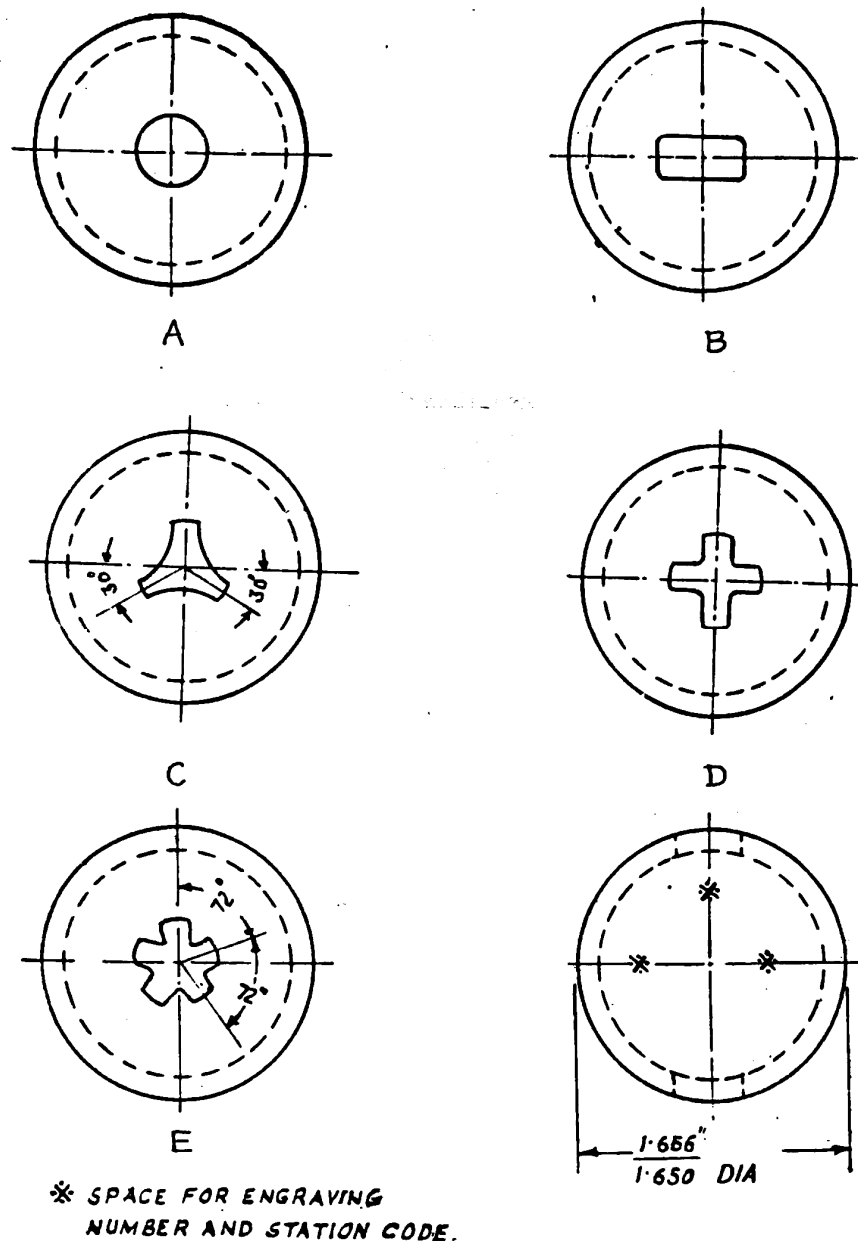 A
B
30°
30°
C
D
72°
72°
E
1.656"
1.650 DIA
※ SPACE FOR ENGRAVING
NUMBER AND STATION CODE.